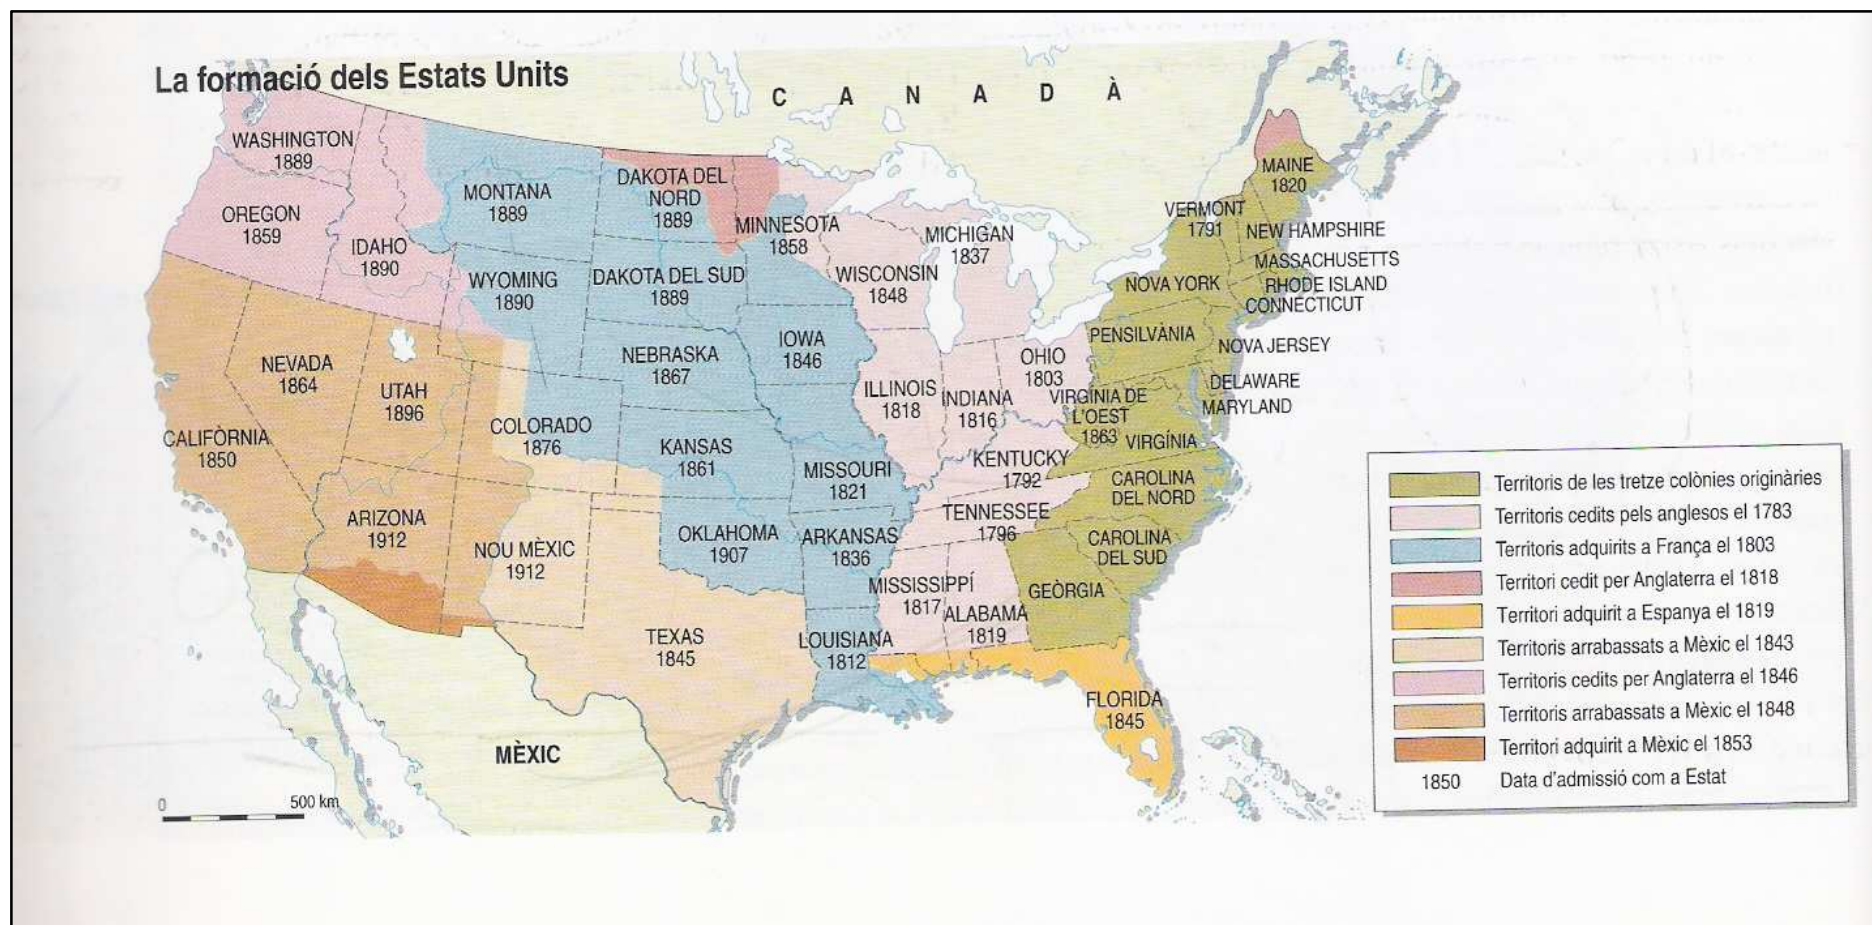 La formació dels Estats Units
CANADÀ
WASHINGTON
1889
OREGON
1859
IDAHO
1890
MONTANA
1889
WYOMING
1890
DAKOTA DEL
NORD
1889
DAKOTA DEL SUD
1889
MINNESOTA
1858
WISCONSIN
1848
MICHIGAN
1837
MAINE
1820
VERMONT
1791
NEW HAMPSHIRE
MASSACHUSETTS
RHODE ISLAND
CONNECTICUT
NOVA YORK
PENSILVÀNIA
NOVA JERSEY
DELAWARE
MARYLAND
NEVADA
1864
UTAH
1896
CALIFÒRNIA
1850
COLORADO
1876
NEBRASKA
1867
IOWA
1846
KANSAS
1861
MISSOURI
1821
ILLINOIS
1818
INDIANA
1816
OHIO
1803
VIRGÍNIA DE
L'OEST
1863
VIRGÍNIA
KENTUCKY
1792
CAROLINA
DEL NORD
TENNESSEE
1796
CAROLINA
DEL SUD
ARIZONA
1912
NOU MÈXIC
1912
OKLAHOMA
1907
ARKANSAS
1836
MISSISSIPPÍ
1817
ALABAMA
1819
GEÒRGIA
TEXAS
1845
LOUISIANA
1812
FLORIDA
1845
MÈXIC
0
500 km
Territoris de les tretze colònies originàries
Territoris cedits pels anglesos el 1783
Territoris adquirits a França el 1803
Territori cedit per Anglaterra el 1818
Territori adquirit a Espanya el 1819
Territoris arrabassats a Mèxic el 1843
Territoris cedits per Anglaterra el 1846
Territoris arrabassats a Mèxic el 1848
Territori adquirit a Mèxic el 1853
1850 Data d'admissió com a Estat